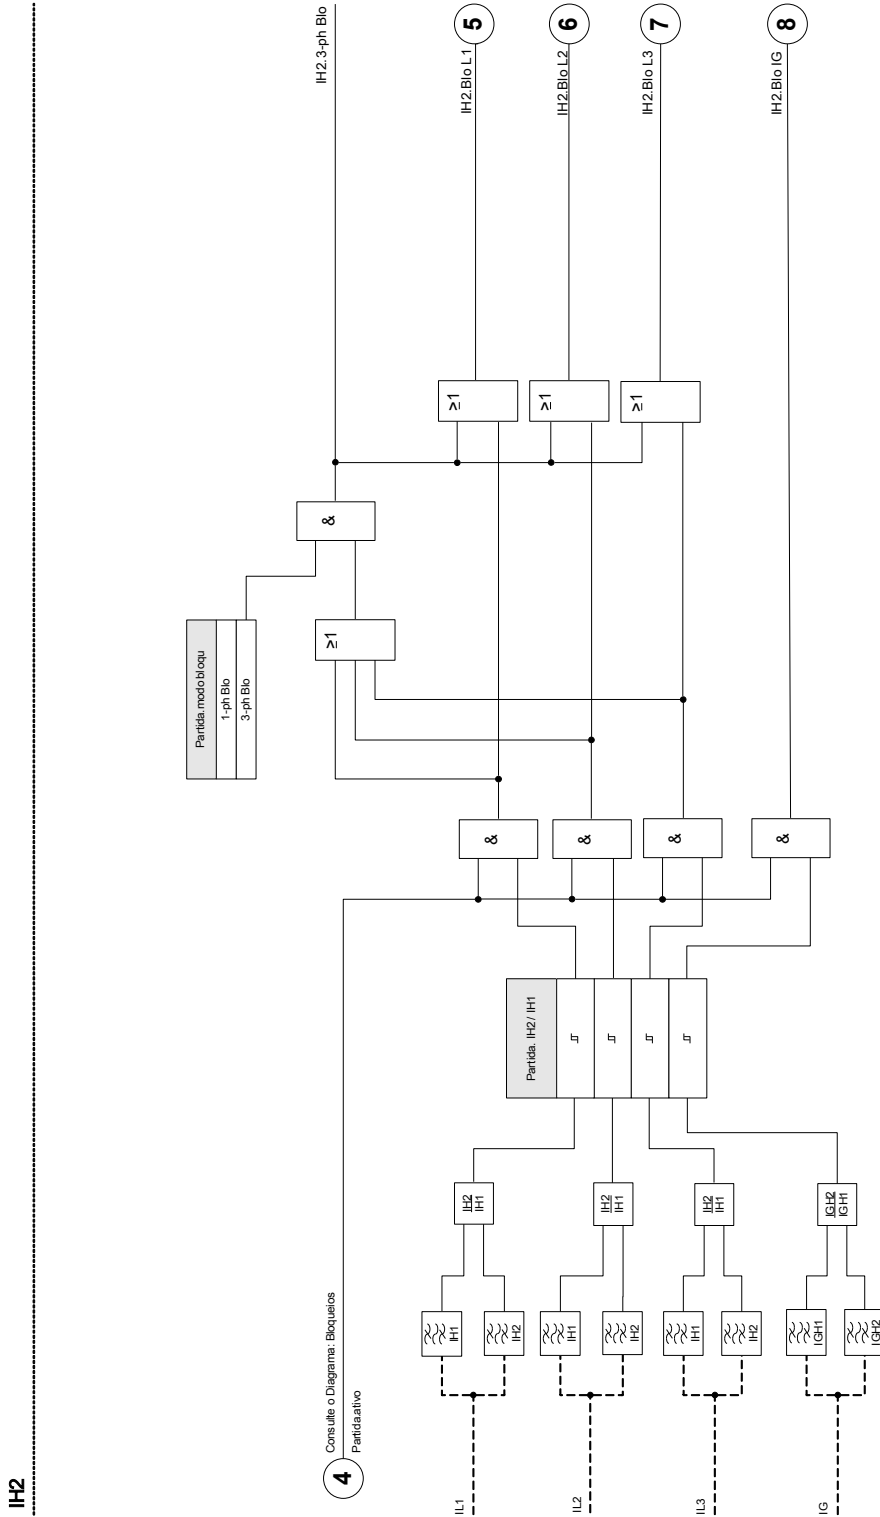 IH2
4
Consulte o Diagrama: Bloqueios
Partida.ativo
IL1
IL2
IL3
IG
IH1
IH2
IH1
IH2
IH1
IH2
IGH1
IGH2
IH2
IH1
IH2
IH1
IH2
IH1
IGH2
IGH1
Partida. IH2 / IH1
&
&
&
&
Partida.modo bloqu
1-ph Blo
3-ph Blo
≥1
&
≥1
≥1
≥1
IH2.3-ph Blo
IH2.Blo L1
5
IH2.Blo L2
6
IH2.Blo L3
7
IH2.Blo IG
8